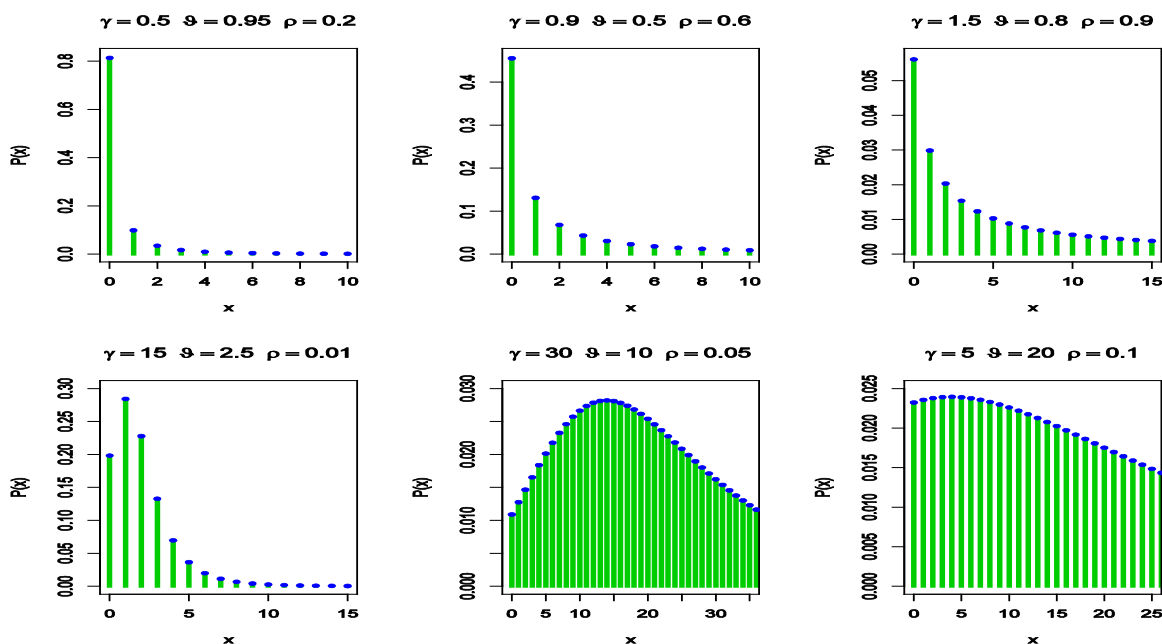 γ = 0.5 ϑ = 0.95 ρ = 0.2
P(x)
0.0 0.2 0.4 0.6 0.8
0 2 4 6 8 10
x
γ = 0.9 ϑ = 0.5 ρ = 0.6
P(x)
0.0 0.1 0.2 0.3 0.4
0 2 4 6 8 10
x
γ = 1.5 ϑ = 0.8 ρ = 0.9
P(x)
0.00 0.01 0.02 0.03 0.04 0.05
0 5 10 15
x
γ = 15 ϑ = 2.5 ρ = 0.01
P(x)
0.00 0.05 0.10 0.15 0.20 0.25 0.30
0 5 10 15
x
γ = 30 ϑ = 10 ρ = 0.05
P(x)
0.000 0.010 0.020 0.030
0 5 10 20 30
x
γ = 5 ϑ = 20 ρ = 0.1
P(x)
0.000 0.005 0.010 0.015 0.020 0.025
0 5 10 15 20 25
x